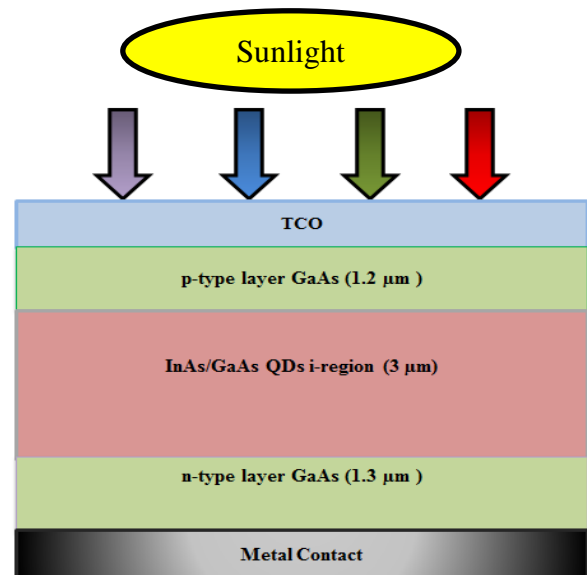 Sunlight
TCO
p-type layer GaAs (1.2 µm )
InAs/GaAs QDs i-region (3 µm)
n-type layer GaAs (1.3 µm )
Metal Contact